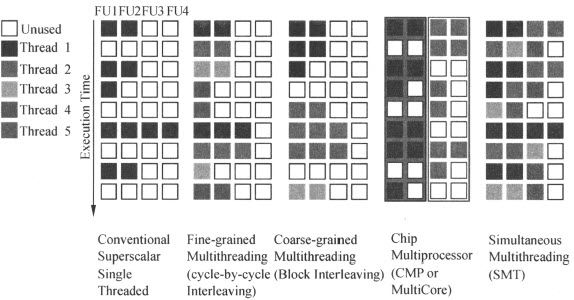 FU1 FU2 FU3 FU4
Unused
Thread 1
Thread 2
Thread 3
Thread 4
Thread 5
Execution Time
Conventional
Superscalar
Single
Threaded
Fine-grained
Multithreading
(cycle-by-cycle
Interleaving)
Coarse-grained
Multithreading
(Block Interleaving)
Chip
Multiprocessor
(CMP or
MultiCore)
Simultaneous
Multithreading
(SMT)